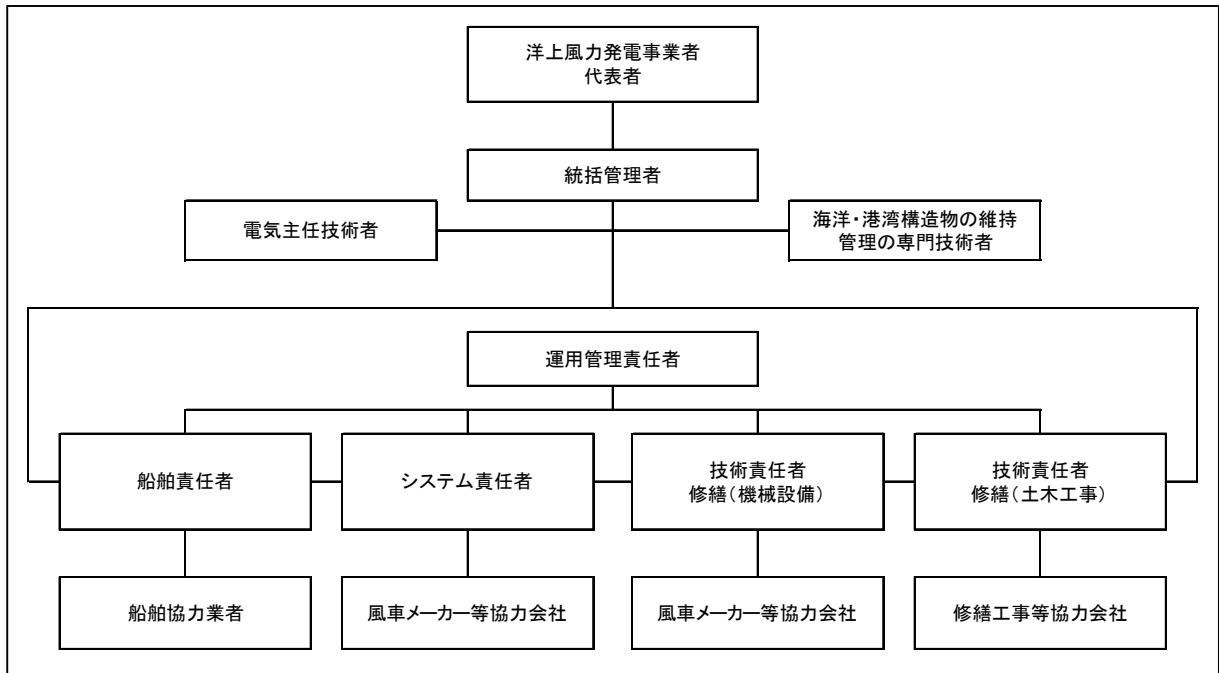 洋上風力発電事業者
代表者
統括管理者
電気主任技術者
海洋・港湾構造物の維持
管理の専門技術者
運用管理責任者
船舶責任者
システム責任者
技術責任者
修繕(機械設備)
技術責任者
修繕(土木工事)
船舶協力業者
風車メーカー等協力会社
風車メーカー等協力会社
修繕工事等協力会社